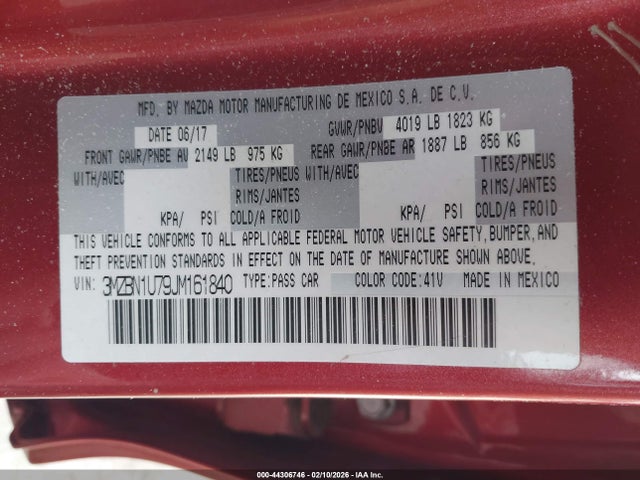 MFD. BY MAZDA MOTOR MANUFACTURING DE MEXICO S.A. DE C.V.
DATE 06/17 GVWR/PNBV 4019 LB 1823 KG
FRONT GAWR/PNBE AV 2149 LB 975 KG REAR GAWR/PNBE AR 1887 LB 856 KG
WITH/AVEC TIRES/PNEUS WITH/AVEC TIRES/PNEUS
RIMS/JANTES RIMS/JANTES
KPA/ PSI COLD/A FROID KPA/ PSI COLD/A FROID
THIS VEHICLE CONFORMS TO ALL APPLICABLE FEDERAL MOTOR VEHICLE SAFETY, BUMPER, AND
THEFT PREVENTION STANDARDS IN EFFECT ON THE DATE OF MANUFACTURE SHOWN ABOVE.
VIN: 3MZBN1U79JM161840 TYPE:PASS CAR COLOR CODE:41V MADE IN MEXICO
000-44306746 - 02/10/2026 - IAA Inc.